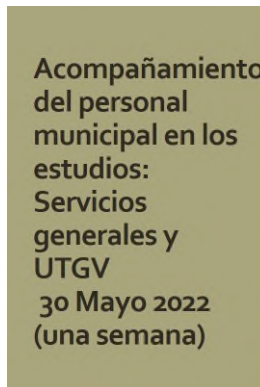 Acompañamiento
del personal
municipal en los
estudios:
Servicios
generales y
UTGV
30 Mayo 2022
(una semana)